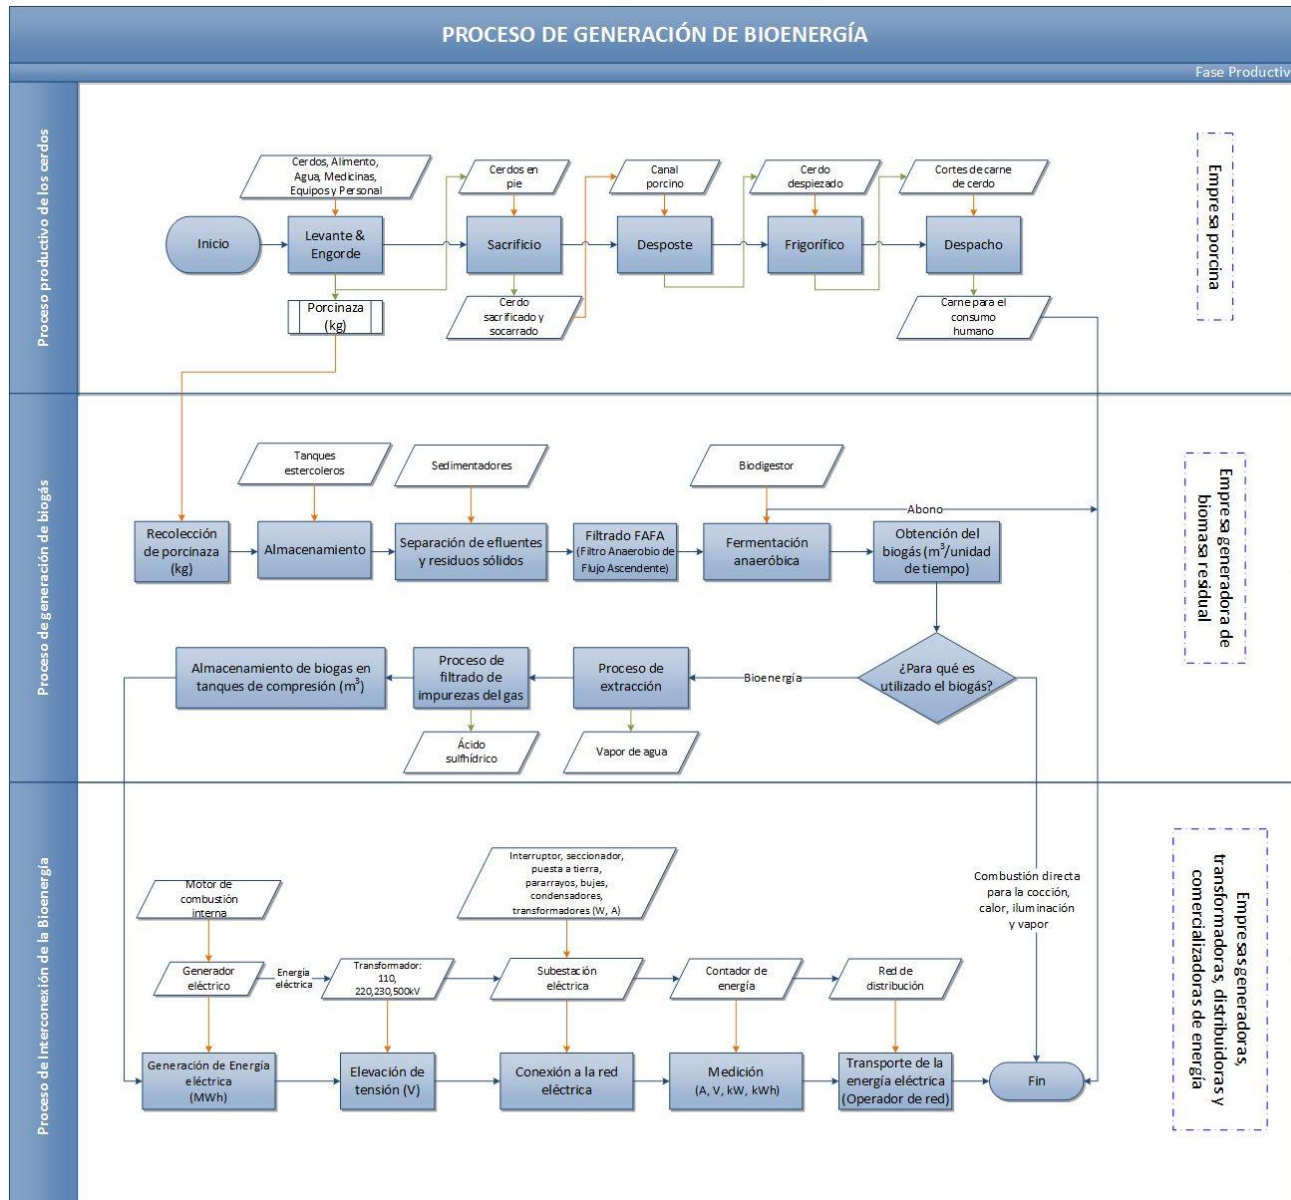 PROCESO DE GENERACIÓN DE BIOENERGÍA
Fase Productiv
Proceso productivo de los cerdos
Cerdos, Alimento,
Agua, Medicinas,
Equipos y Personal
Cerdos en
pie
Canal
porcino
Cerdo
despiezado
Cortes de carne
de cerdo
Inicio
Levante &
Engorde
Sacrificio
Desposte
Frigorífico
Despacho
Porcinaza
(kg)
Cerdo
sacrificado y
socarrado
Carne para el
consumo
humano
Empresa porcina
Proceso de generación de biogás
Tanques
estercoleros
Sedimentadores
Biodigestor
Abono
Recolección
de porcinaza
(kg)
Almacenamiento
Separación de efluentes
y residuos sólidos
Filtrado FAFA
(Filtro Anaerobio de
Flujo Ascendente)
Fermentación
anaeróbica
Obtención del
biogás (m³/unidad
de tiempo)
Almacenamiento de biogas en
tanques de compresión (m³)
Proceso de
filtrado de
impurezas del gas
Proceso de
extracción
Bioenergía
¿Para qué es
utilizado el biogás?
Ácido
sulfhídrico
Vapor de agua
Empresa generadora de
biomasa residual
Proceso de Interconexión de la Bioenergía
Interruptor, seccionador,
puesta a tierra,
pararrayos, bujes,
condensadores,
transformadores (W, A)
Motor de
combustión
interna
Combustión directa
para la cocción,
calor, iluminación
y vapor
Generador
eléctrico
Energía
eléctrica
Transformador:
110,
220,230,500kV
Subestación
eléctrica
Contador de
energía
Red de
distribución
Generación de Energía
eléctrica
(MWh)
Elevación de
tensión (V)
Conexión a la red
eléctrica
Medición
(A, V, kW, kWh)
Transporte de la
energía eléctrica
(Operador de red)
Fin
Empresas generadoras,
transformadoras, distribuidoras y
comercializadoras de energía